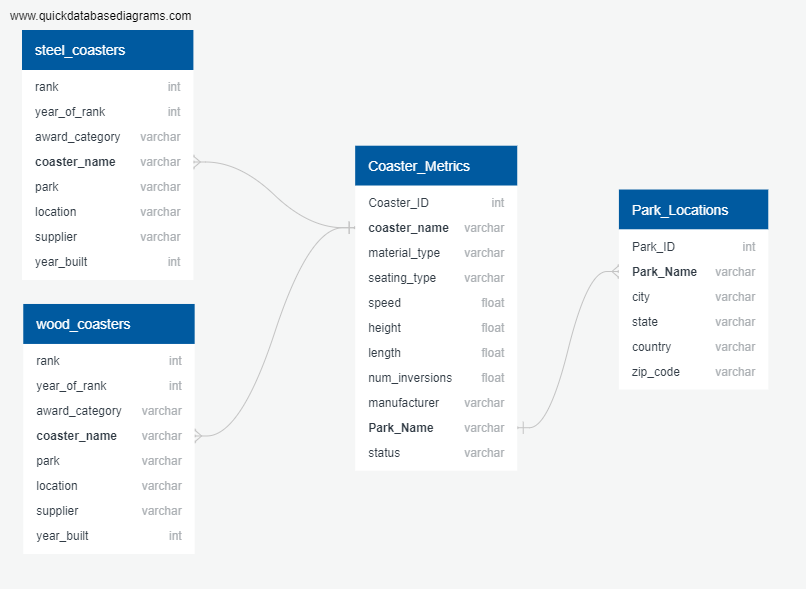 www.quickdatabasediagrams.com
steel_coasters
rank int
year_of_rank int
award_category varchar
coaster_name varchar
park varchar
location varchar
supplier varchar
year_built int
wood_coasters
rank int
year_of_rank int
award_category varchar
coaster_name varchar
park varchar
location varchar
supplier varchar
year_built int
Coaster_Metrics
Coaster_ID int
coaster_name varchar
material_type varchar
seating_type varchar
speed float
height float
length float
num_inversions float
manufacturer varchar
Park_Name varchar
status varchar
Park_Locations
Park_ID int
Park_Name varchar
city varchar
state varchar
country varchar
zip_code varchar